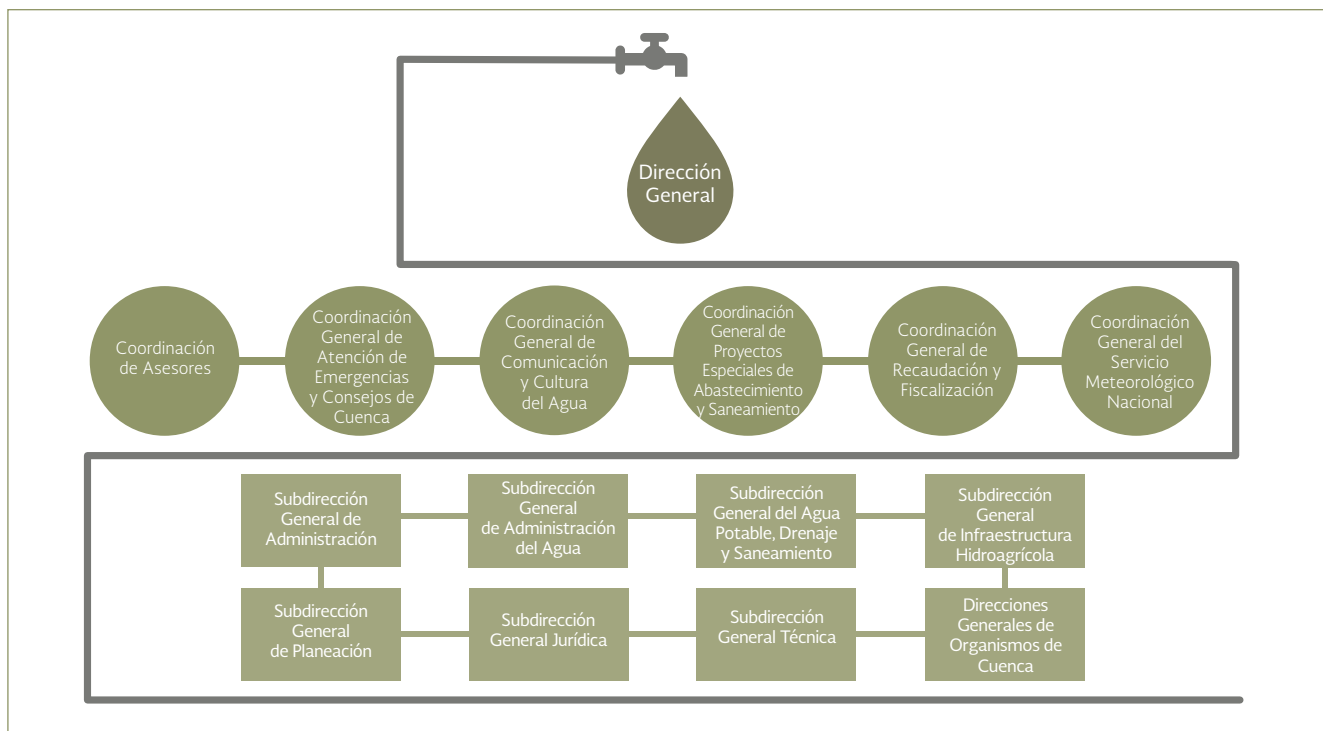 Dirección
General
Coordinación
de Asesores
Coordinación
General de
Atención de
Emergencias
y Consejos de
Cuenca
Coordinación
General de
Comunicación
y Cultura
del Agua
Coordinación
General de
Proyectos
Especiales de
Abastecimiento
y Saneamiento
Coordinación
General de
Recaudación y
Fiscalización
Coordinación
General del
Servicio
Meteorológico
Nacional
Subdirección
General de
Administración
Subdirección
General
de Administración
del Agua
Subdirección
General del Agua
Potable, Drenaje
y Saneamiento
Subdirección
General
de Infraestructura
Hidroagrícola
Subdirección
General
de Planeación
Subdirección
General Jurídica
Subdirección
General Técnica
Direcciones
Generales de
Organismos de
Cuenca